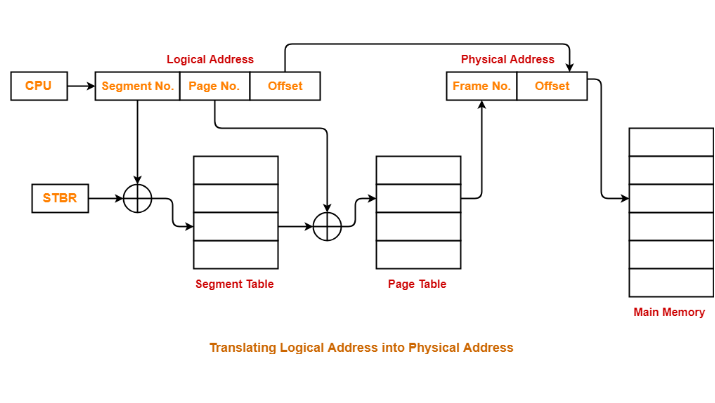 Logical Address
Physical Address
CPU
Segment No.
Page No.
Offset
Frame No.
Offset
STBR
Segment Table
Page Table
Main Memory
Translating Logical Address into Physical Address